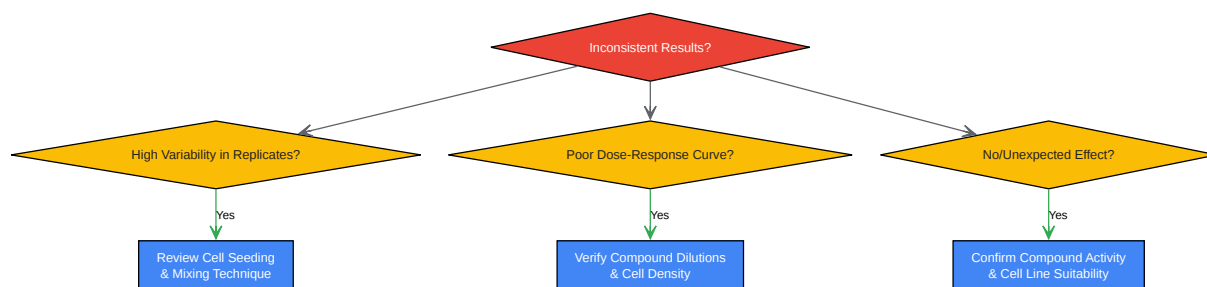 Inconsistent Results?
High Variability in Replicates?
Poor Dose-Response Curve?
No/Unexpected Effect?
Yes
Yes
Yes
Review Cell Seeding
& Mixing Technique
Verify Compound Dilutions
& Cell Density
Confirm Compound Activity
& Cell Line Suitability